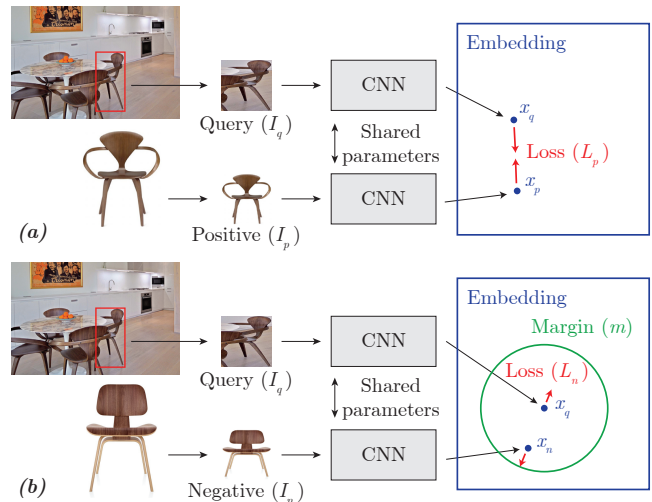 Embedding
CNN
x_q
Query (I_q)
Shared
parameters
Loss (L_p)
CNN
x_p
(a)
Positive (I_p)
Embedding
CNN
Margin (m)
Loss (L_n)
Query (I_q)
x_q
Shared
parameters
CNN
x_n
(b)
Negative (I_n)